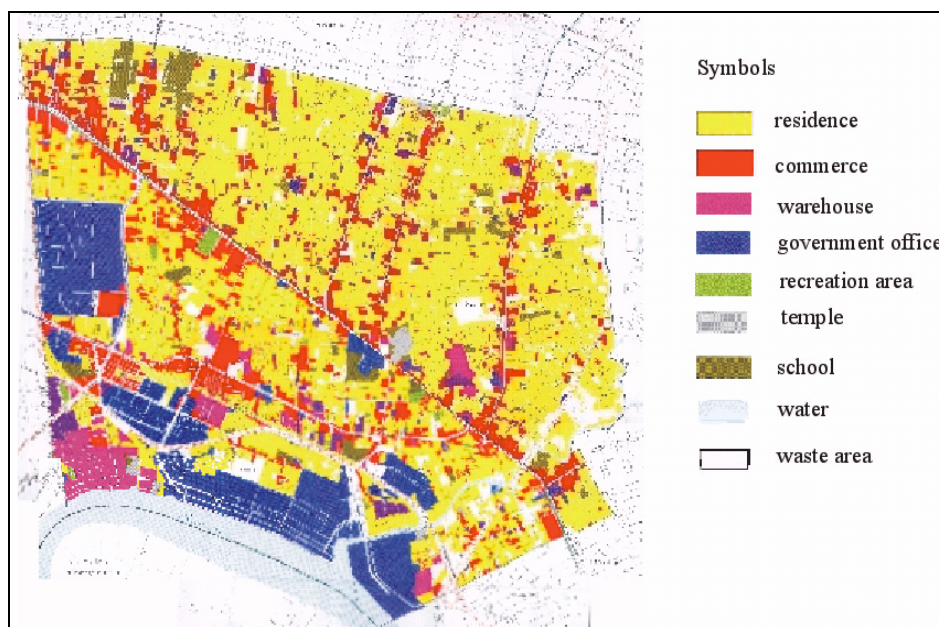 Symbols
residence
commerce
warehouse
government office
recreation area
temple
school
water
waste area